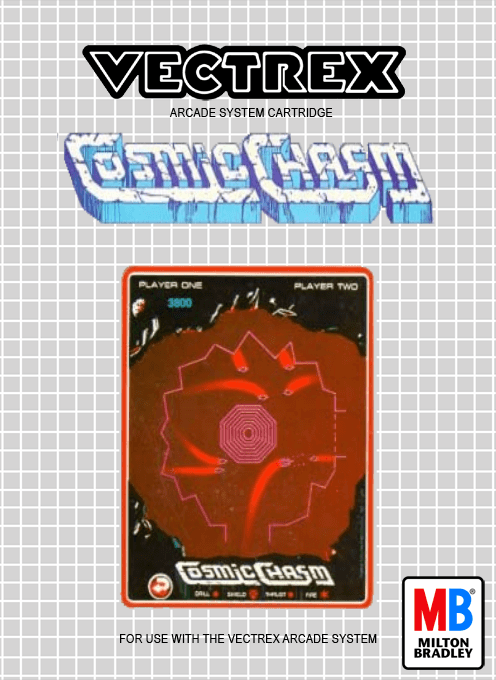 VECTREX
ARCADE SYSTEM CARTRIDGE
COSMIC CHASM
PLAYER ONE PLAYER TWO
3800
COSMIC CHASM
DRILL SHIELD THRUST FIRE
FOR USE WITH THE VECTREX ARCADE SYSTEM
MB®
MILTON
BRADLEY